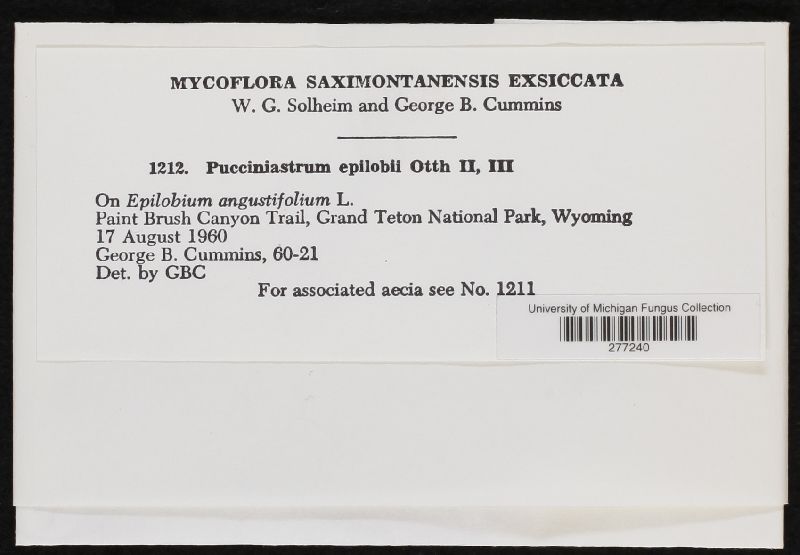 MYCOFLORA SAXIMONTANENSIS EXSICCATA
W. G. Solheim and George B. Cummins
1212. Pucciniastrum epilobii Otth II, III
On Epilobium angustifolium L.
Paint Brush Canyon Trail, Grand Teton National Park, Wyoming
17 August 1960
George B. Cummins, 60-21
Det. by GBC
For associated aecia see No. 1211
University of Michigan Fungus Collection
277240